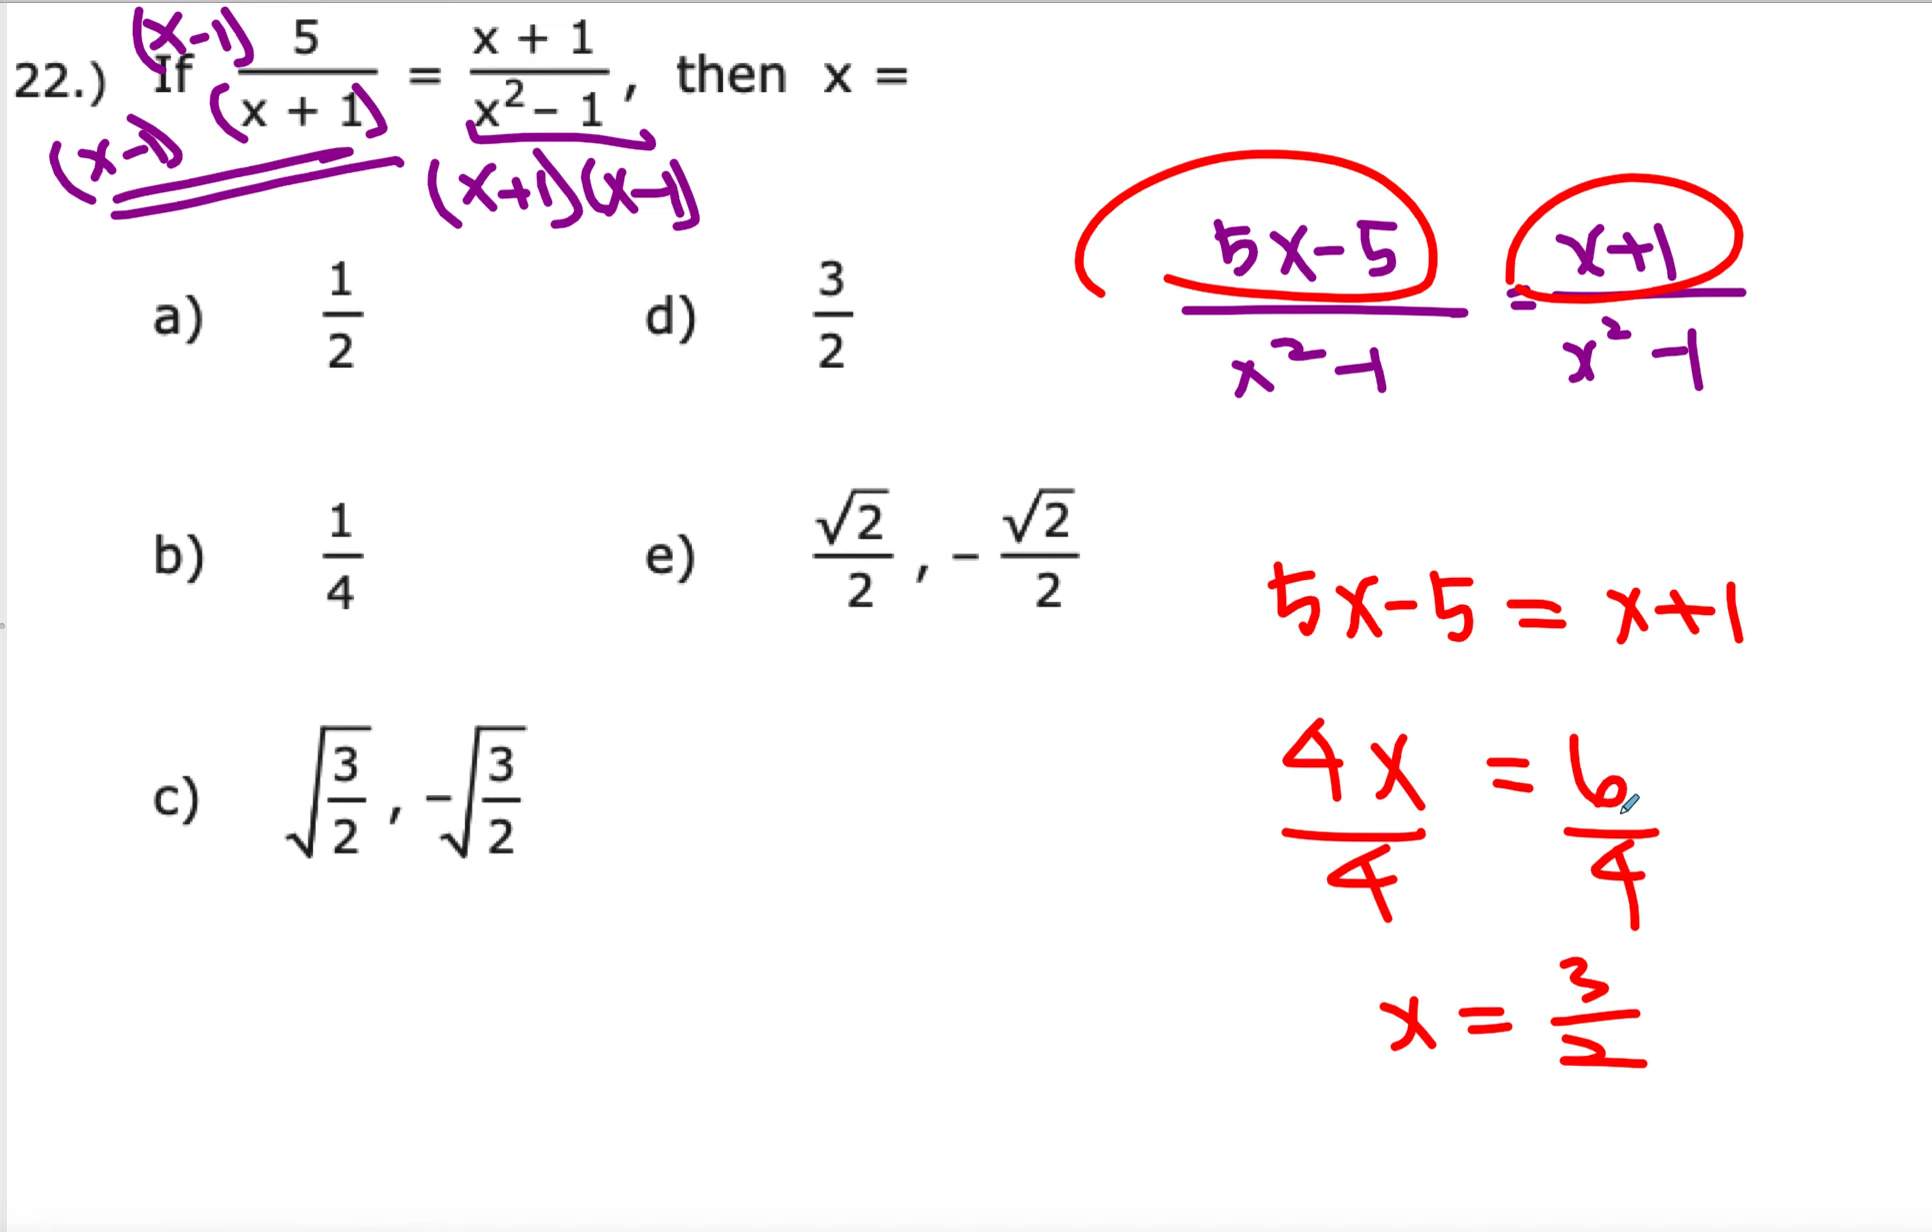 (x-1)
22.) If 5/(x + 1) = (x + 1)/(x² – 1), then x =
(x-1)
(x+1)(x-1)
a) 1/2
d) 3/2
(5x-5)/(x²-1) = (x+1)/(x²-1)
b) 1/4
e) √2/2 , – √2/2
5x-5 = x+1
c) √(3/2) , –√(3/2)
4x/4 = 6/4
x = 3/2